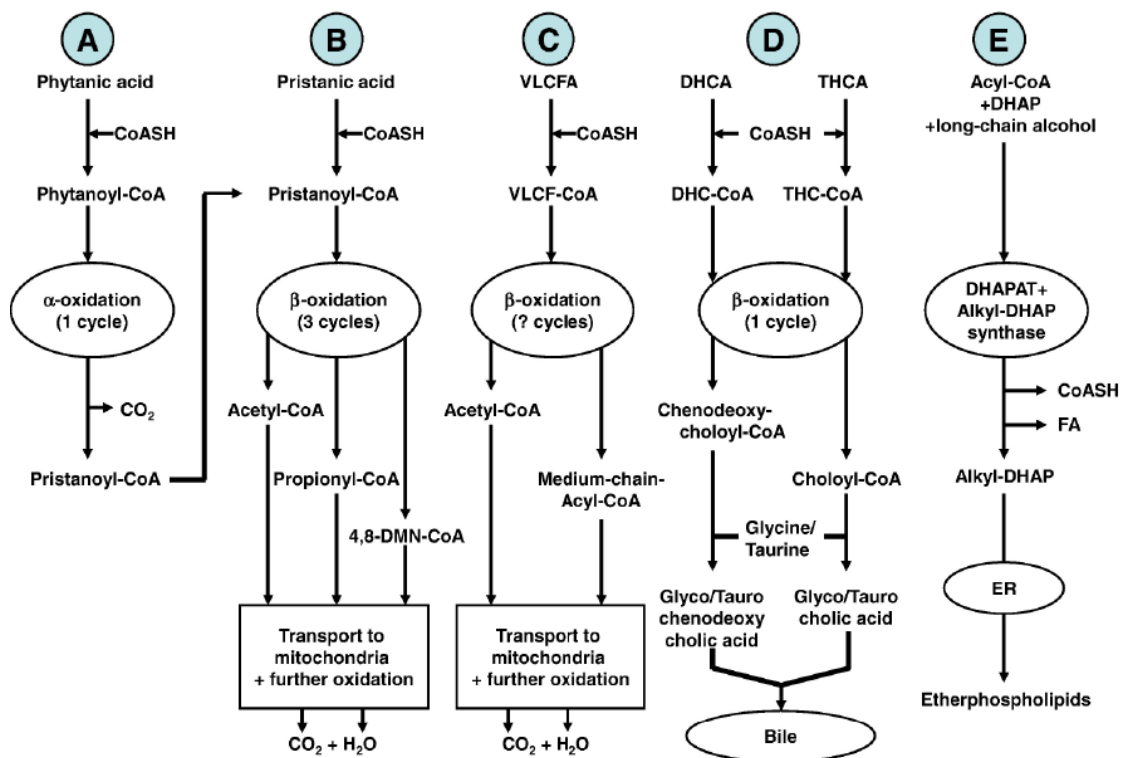 A
Phytanic acid
CoASH
Phytanoyl-CoA
α-oxidation
(1 cycle)
CO2
Pristanoyl-CoA
B
Pristanic acid
CoASH
Pristanoyl-CoA
β-oxidation
(3 cycles)
Acetyl-CoA
Propionyl-CoA
4,8-DMN-CoA
Transport to
mitochondria
+ further oxidation
CO2 + H2O
C
VLCFA
CoASH
VLCF-CoA
β-oxidation
(? cycles)
Acetyl-CoA
Medium-chain-
Acyl-CoA
Transport to
mitochondria
+ further oxidation
CO2 + H2O
D
DHCA
THCA
CoASH
DHC-CoA
THC-CoA
β-oxidation
(1 cycle)
Chenodeoxy-
choloyl-CoA
Choloyl-CoA
Glycine/
Taurine
Glyco/Tauro
chenodeoxy
cholic acid
Glyco/Tauro
cholic acid
Bile
E
Acyl-CoA
+DHAP
+long-chain alcohol
DHAPAT+
Alkyl-DHAP
synthase
CoASH
FA
Alkyl-DHAP
ER
Etherphospholipids